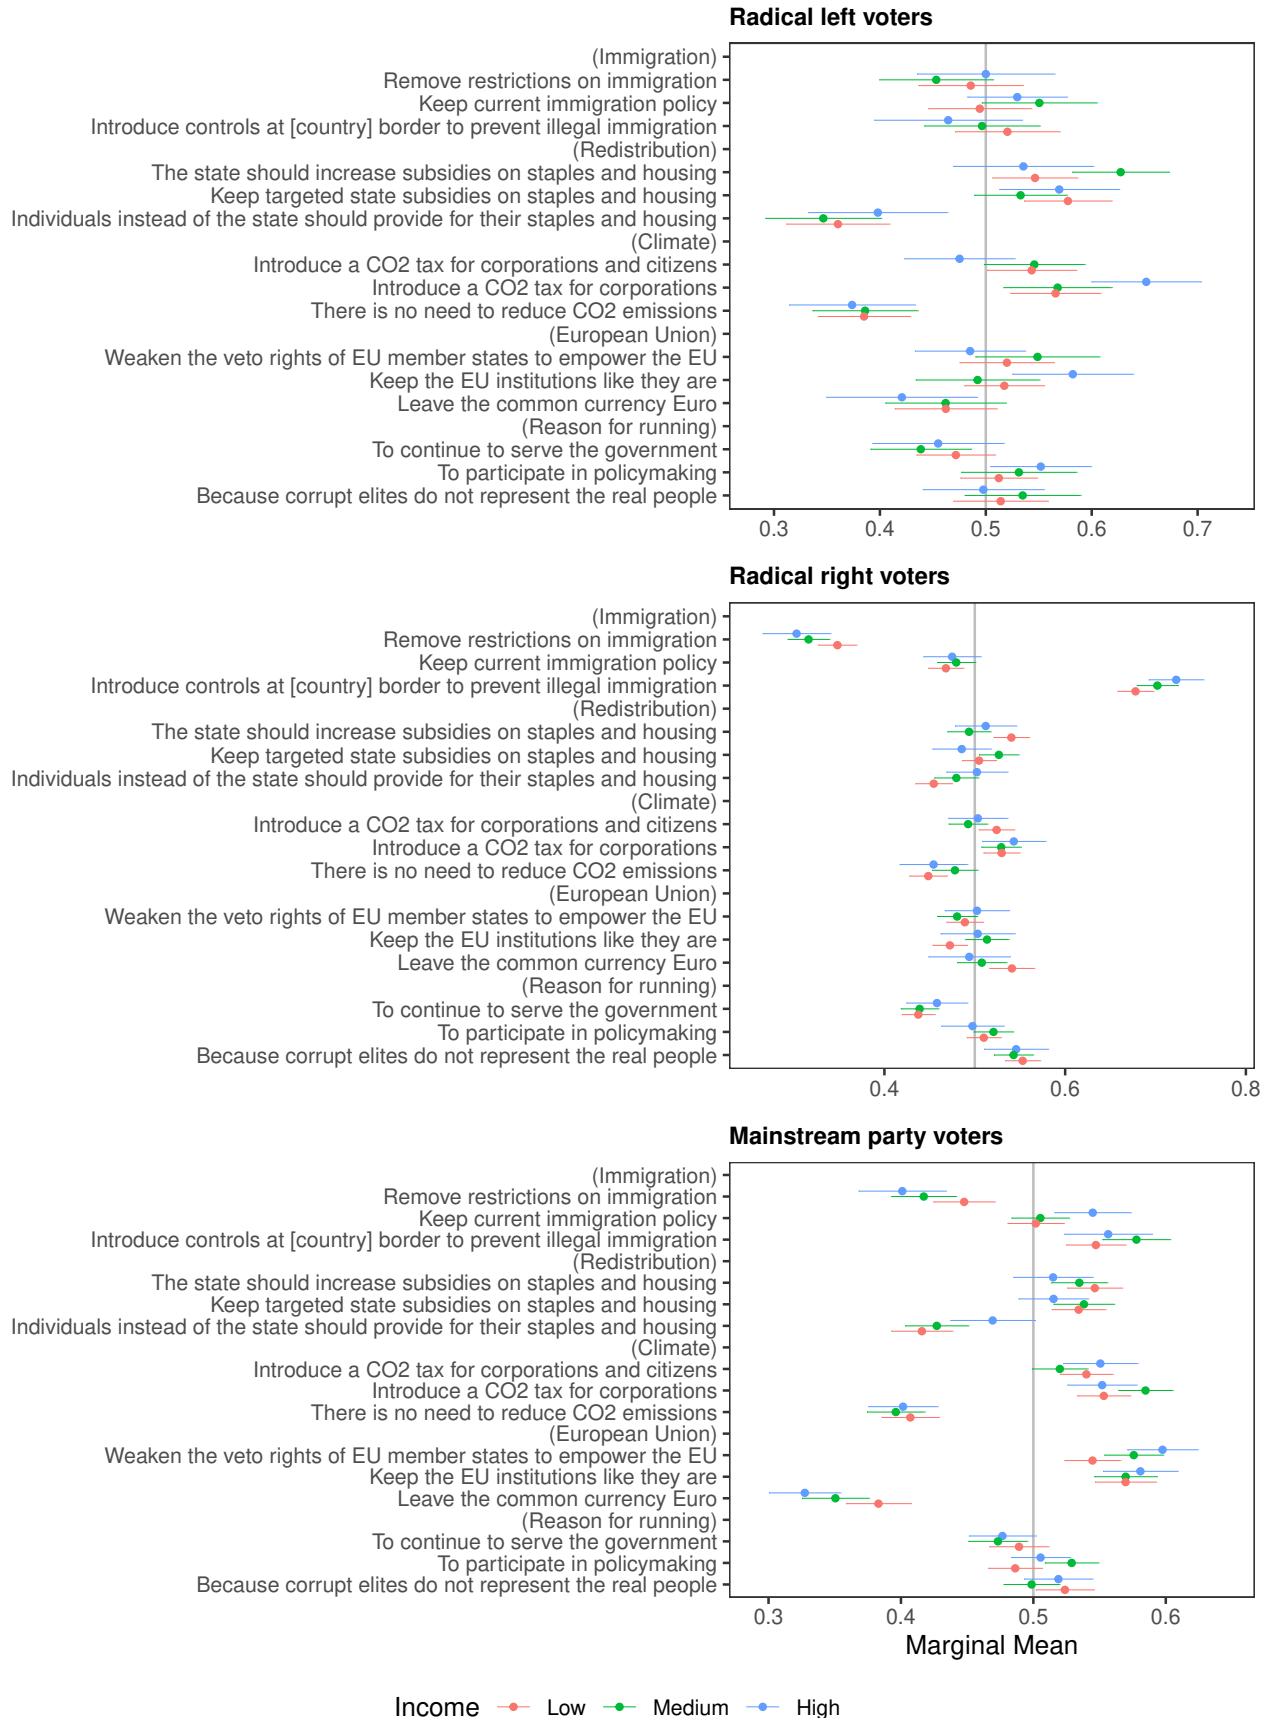 Radical left voters
(Immigration)
Remove restrictions on immigration
Keep current immigration policy
Introduce controls at [country] border to prevent illegal immigration
(Redistribution)
The state should increase subsidies on staples and housing
Keep targeted state subsidies on staples and housing
Individuals instead of the state should provide for their staples and housing
(Climate)
Introduce a CO2 tax for corporations and citizens
Introduce a CO2 tax for corporations
There is no need to reduce CO2 emissions
(European Union)
Weaken the veto rights of EU member states to empower the EU
Keep the EU institutions like they are
Leave the common currency Euro
(Reason for running)
To continue to serve the government
To participate in policymaking
Because corrupt elites do not represent the real people
0.3 0.4 0.5 0.6 0.7
Radical right voters
(Immigration)
Remove restrictions on immigration
Keep current immigration policy
Introduce controls at [country] border to prevent illegal immigration
(Redistribution)
The state should increase subsidies on staples and housing
Keep targeted state subsidies on staples and housing
Individuals instead of the state should provide for their staples and housing
(Climate)
Introduce a CO2 tax for corporations and citizens
Introduce a CO2 tax for corporations
There is no need to reduce CO2 emissions
(European Union)
Weaken the veto rights of EU member states to empower the EU
Keep the EU institutions like they are
Leave the common currency Euro
(Reason for running)
To continue to serve the government
To participate in policymaking
Because corrupt elites do not represent the real people
0.4 0.6 0.8
Mainstream party voters
(Immigration)
Remove restrictions on immigration
Keep current immigration policy
Introduce controls at [country] border to prevent illegal immigration
(Redistribution)
The state should increase subsidies on staples and housing
Keep targeted state subsidies on staples and housing
Individuals instead of the state should provide for their staples and housing
(Climate)
Introduce a CO2 tax for corporations and citizens
Introduce a CO2 tax for corporations
There is no need to reduce CO2 emissions
(European Union)
Weaken the veto rights of EU member states to empower the EU
Keep the EU institutions like they are
Leave the common currency Euro
(Reason for running)
To continue to serve the government
To participate in policymaking
Because corrupt elites do not represent the real people
0.3 0.4 0.5 0.6
Marginal Mean
Income Low Medium High